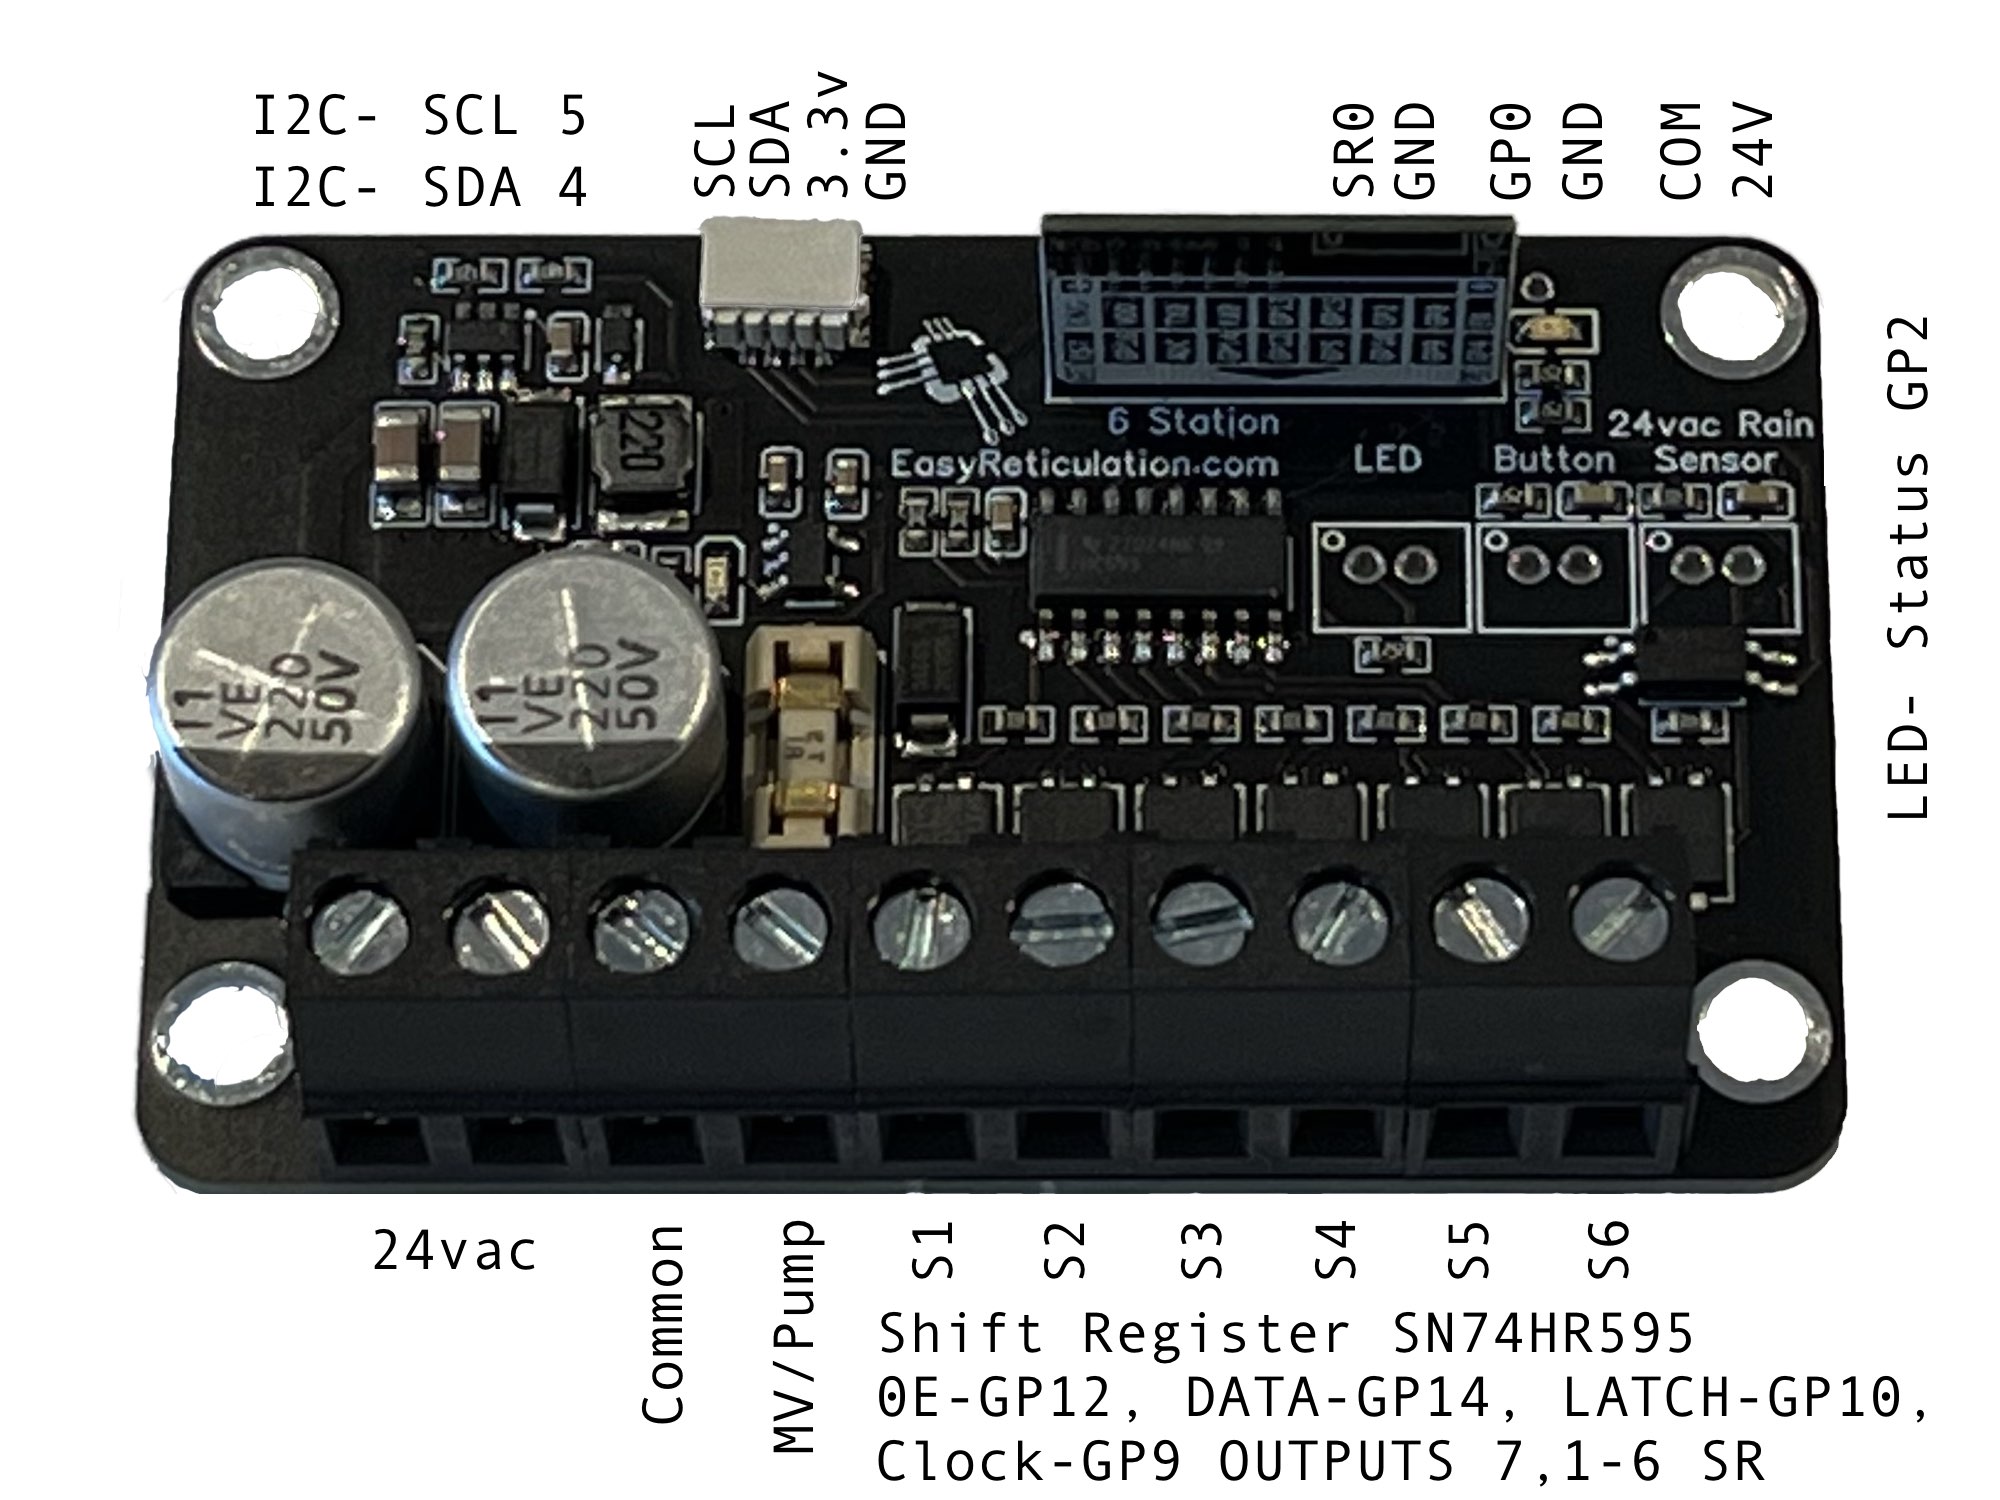 I2C- SCL 5
I2C- SDA 4
SCL
SDA
3.3v
GND
SR0
GND
GP0
GND
COM
24V
LED- Status GP2
220
6 Station
EasyReticulation.com
LED
Button
24vac Rain
Sensor
VE
220
50V
VE
220
50V
24vac
Common
MV/Pump
S1
S2
S3
S4
S5
S6
Shift Register SN74HR595
0E-GP12, DATA-GP14, LATCH-GP10,
Clock-GP9 OUTPUTS 7,1-6 SR